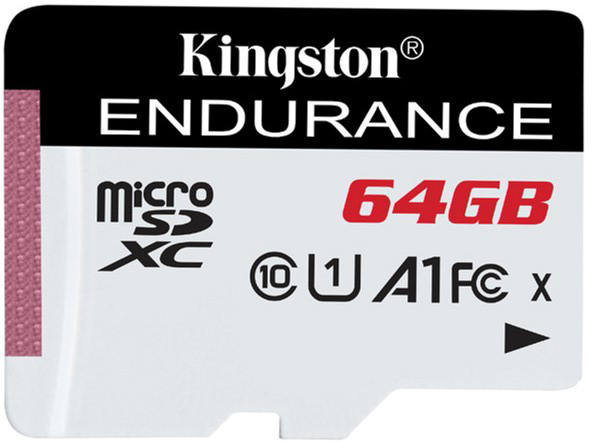 Kingston®
ENDURANCE
micro
SD
XC
64GB
10 U1 A1 FC X